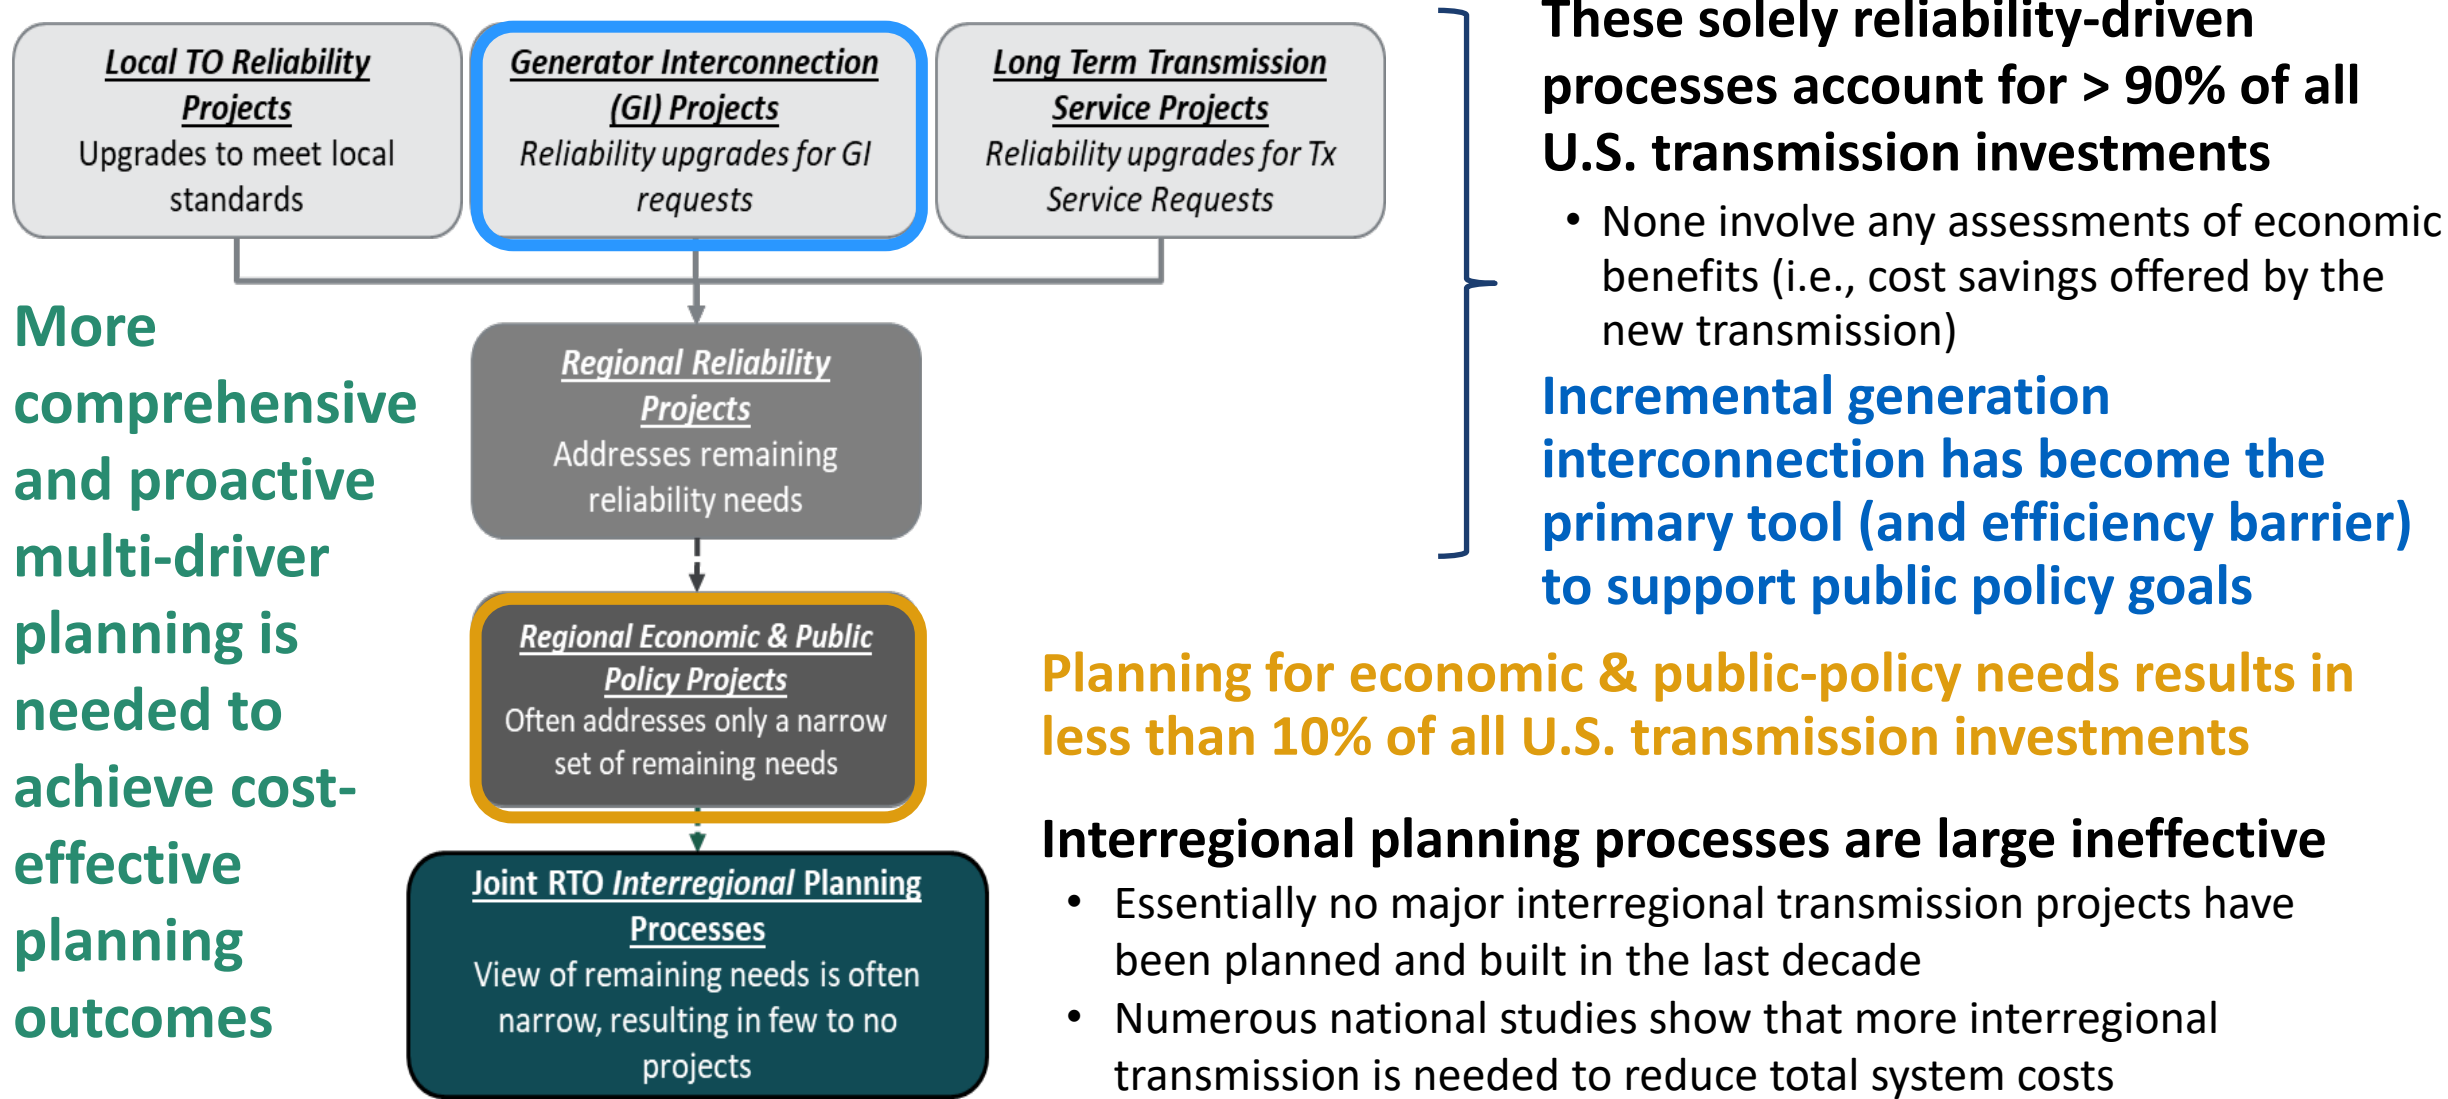 Local TO Reliability
Projects
Upgrades to meet local
standards
Generator Interconnection
(GI) Projects
Reliability upgrades for GI
requests
Long Term Transmission
Service Projects
Reliability upgrades for Tx
Service Requests
These solely reliability-driven
processes account for > 90% of all
U.S. transmission investments
• None involve any assessments of economic
benefits (i.e., cost savings offered by the
new transmission)
Incremental generation
interconnection has become the
primary tool (and efficiency barrier)
to support public policy goals
More
comprehensive
and proactive
multi-driver
planning is
needed to
achieve cost-
effective
planning
outcomes
Regional Reliability
Projects
Addresses remaining
reliability needs
Regional Economic & Public
Policy Projects
Often addresses only a narrow
set of remaining needs
Planning for economic & public-policy needs results in
less than 10% of all U.S. transmission investments
Joint RTO Interregional Planning
Processes
View of remaining needs is often
narrow, resulting in few to no
projects
Interregional planning processes are large ineffective
• Essentially no major interregional transmission projects have
been planned and built in the last decade
• Numerous national studies show that more interregional
transmission is needed to reduce total system costs